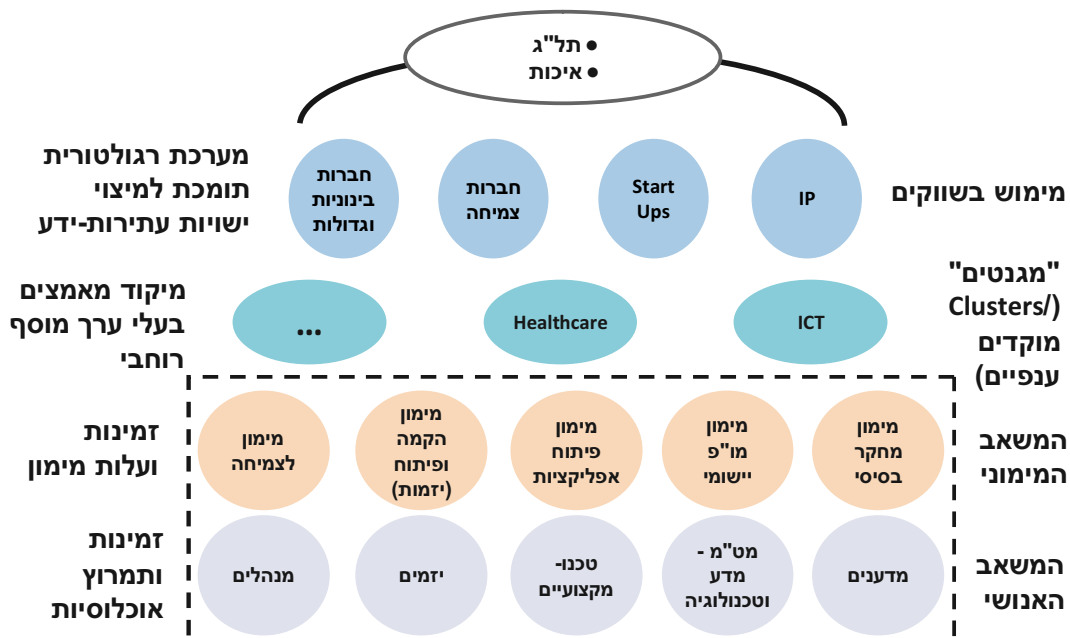 • תל"ג
• איכות
מימוש בשווקים
IP
Start
Ups
חברות
צמיחה
חברות
בינוניות
וגדולות
מערכת רגולטורית
תומכת למיצוי
ישויות עתירות-ידע
"מגנטים"
(Clusters/
מוקדים
ענפיים)
ICT
Healthcare
...
מיקוד מאמצים
בעלי ערך מוסף
רוחבי
המשאב
המימוני
מימון
מחקר
בסיסי
מימון
מו"פ
יישומי
מימון
פיתוח
אפליקציות
מימון
הקמה
ופיתוח
(יזמות)
מימון
לצמיחה
זמינות
ועלות מימון
המשאב
האנושי
מדענים
מט"מ -
מדע
וטכנולוגיה
טכנו-
מקצועיים
יזמים
מנהלים
זמינות
ותמרוץ
אוכלוסיות